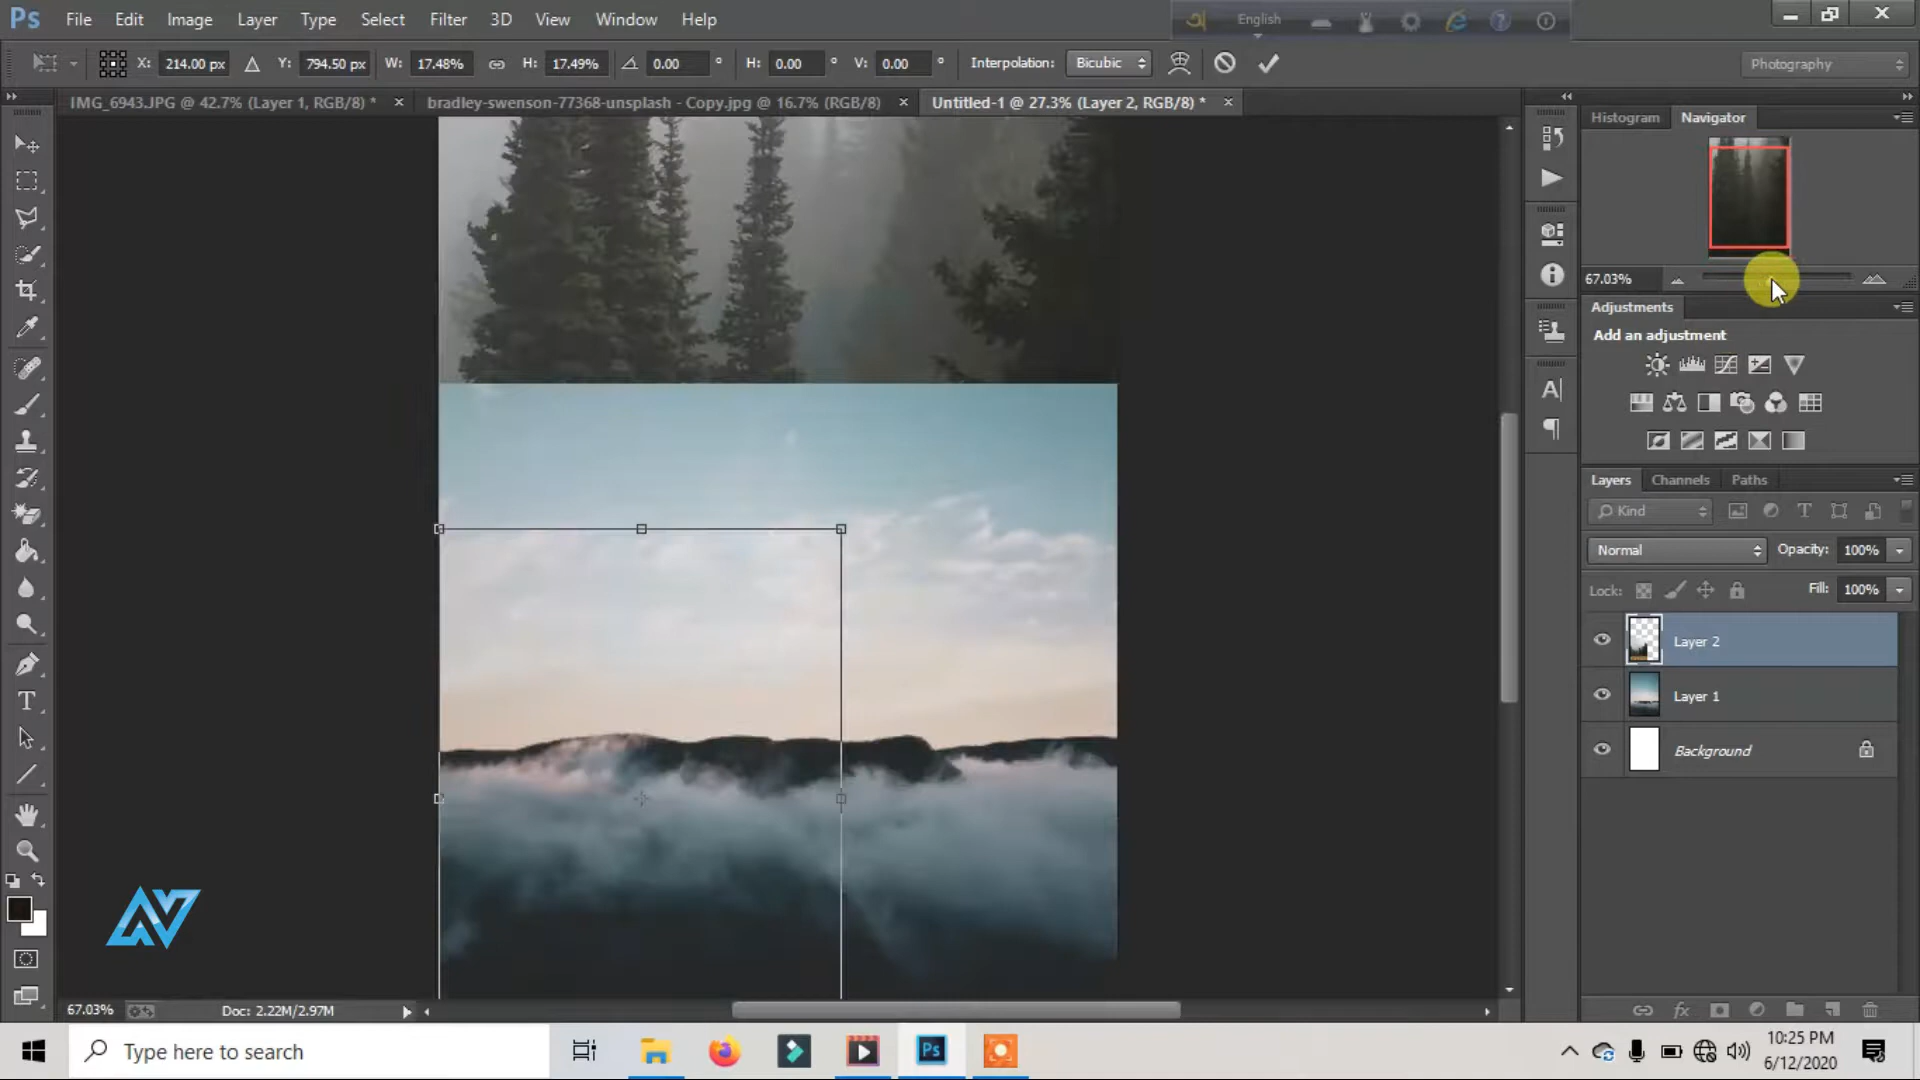 Ps File Edit Image Layer Type Select Filter 3D View Window Help
English
X: 214.00 px Y: 794.50 px W: 17.48% H: 17.49% 0.00 ° H: 0.00 ° V: 0.00 ° Interpolation: Bicubic
Photography
IMG_6943.JPG @ 42.7% (Layer 1, RGB/8) * ×
bradley-swenson-77368-unsplash - Copy.jpg @ 16.7% (RGB/8) ×
Untitled-1 @ 27.3% (Layer 2, RGB/8) * ×
Histogram Navigator
67.03%
Adjustments
Add an adjustment
Layers Channels Paths
Kind
Normal Opacity: 100%
Lock: Fill: 100%
Layer 2
Layer 1
Background
67.03% Doc: 2.22M/2.97M
Type here to search
Ps
10:25 PM
6/12/2020